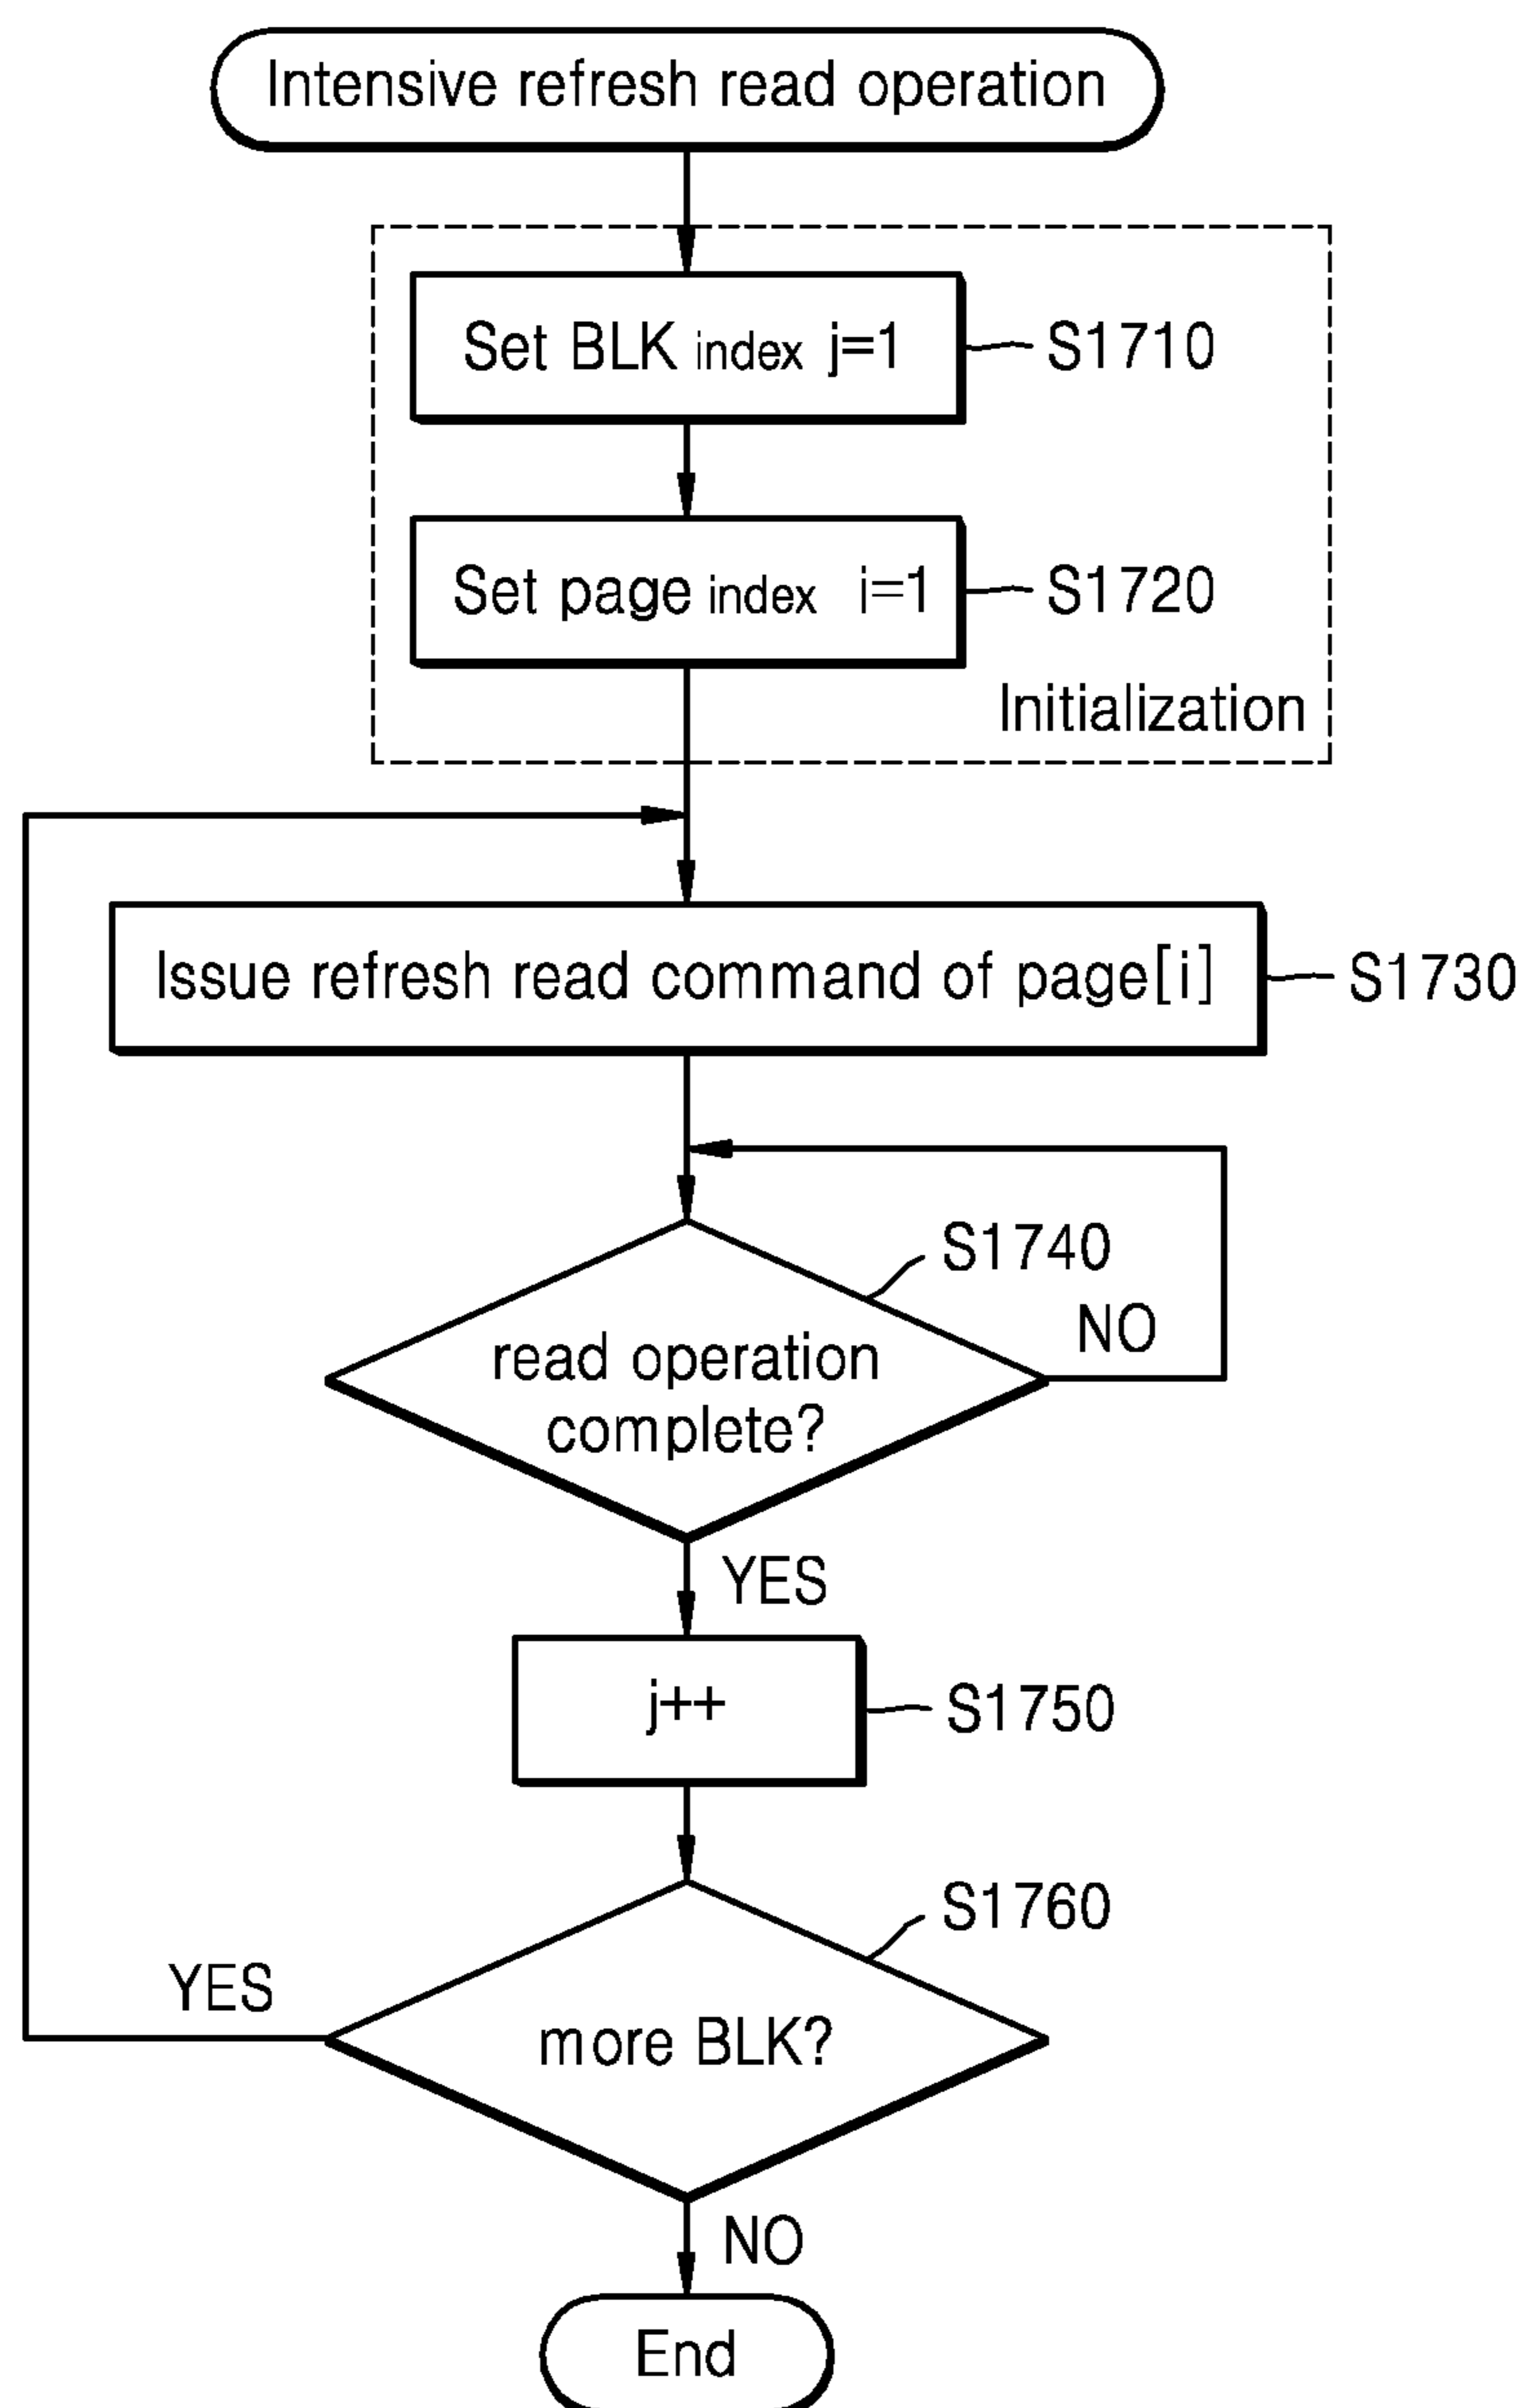 Intensive refresh read operation
Set BLK index j=1
S1710
Set page index i=1
S1720
Initialization
Issue refresh read command of page[i]
S1730
S1740
NO
read operation
complete?
YES
j++
S1750
S1760
YES
more BLK?
NO
End